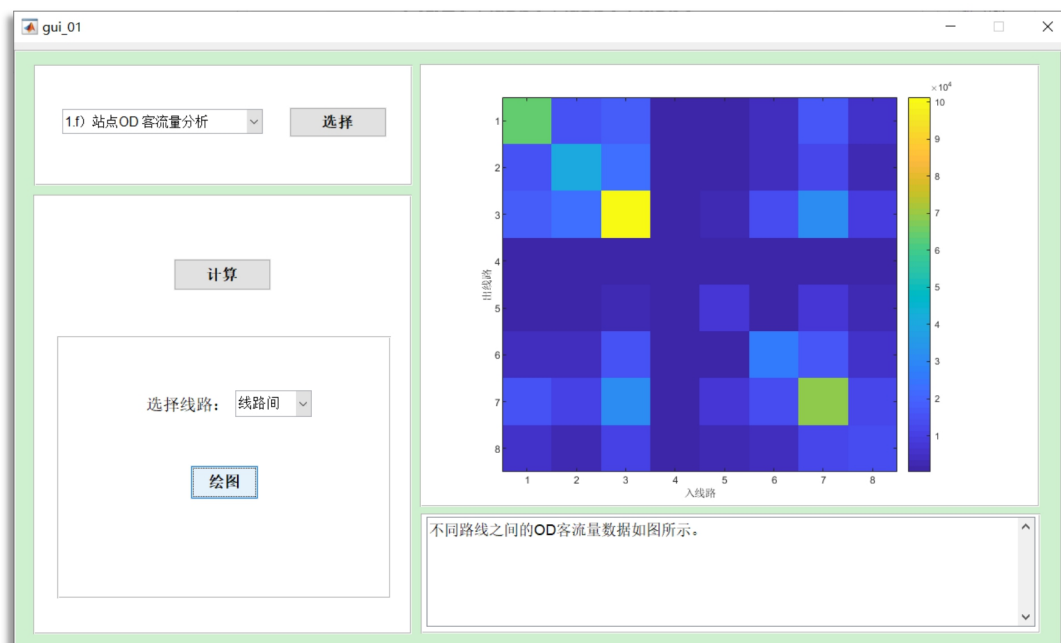 gui_01
1.f）站点OD 客流量分析
选择
计算
选择线路：
线路间
绘图
×10⁴
10
9
8
7
6
5
4
3
2
1
出线路
1
2
3
4
5
6
7
8
1 2 3 4 5 6 7 8
入线路
不同路线之间的OD客流量数据如图所示。